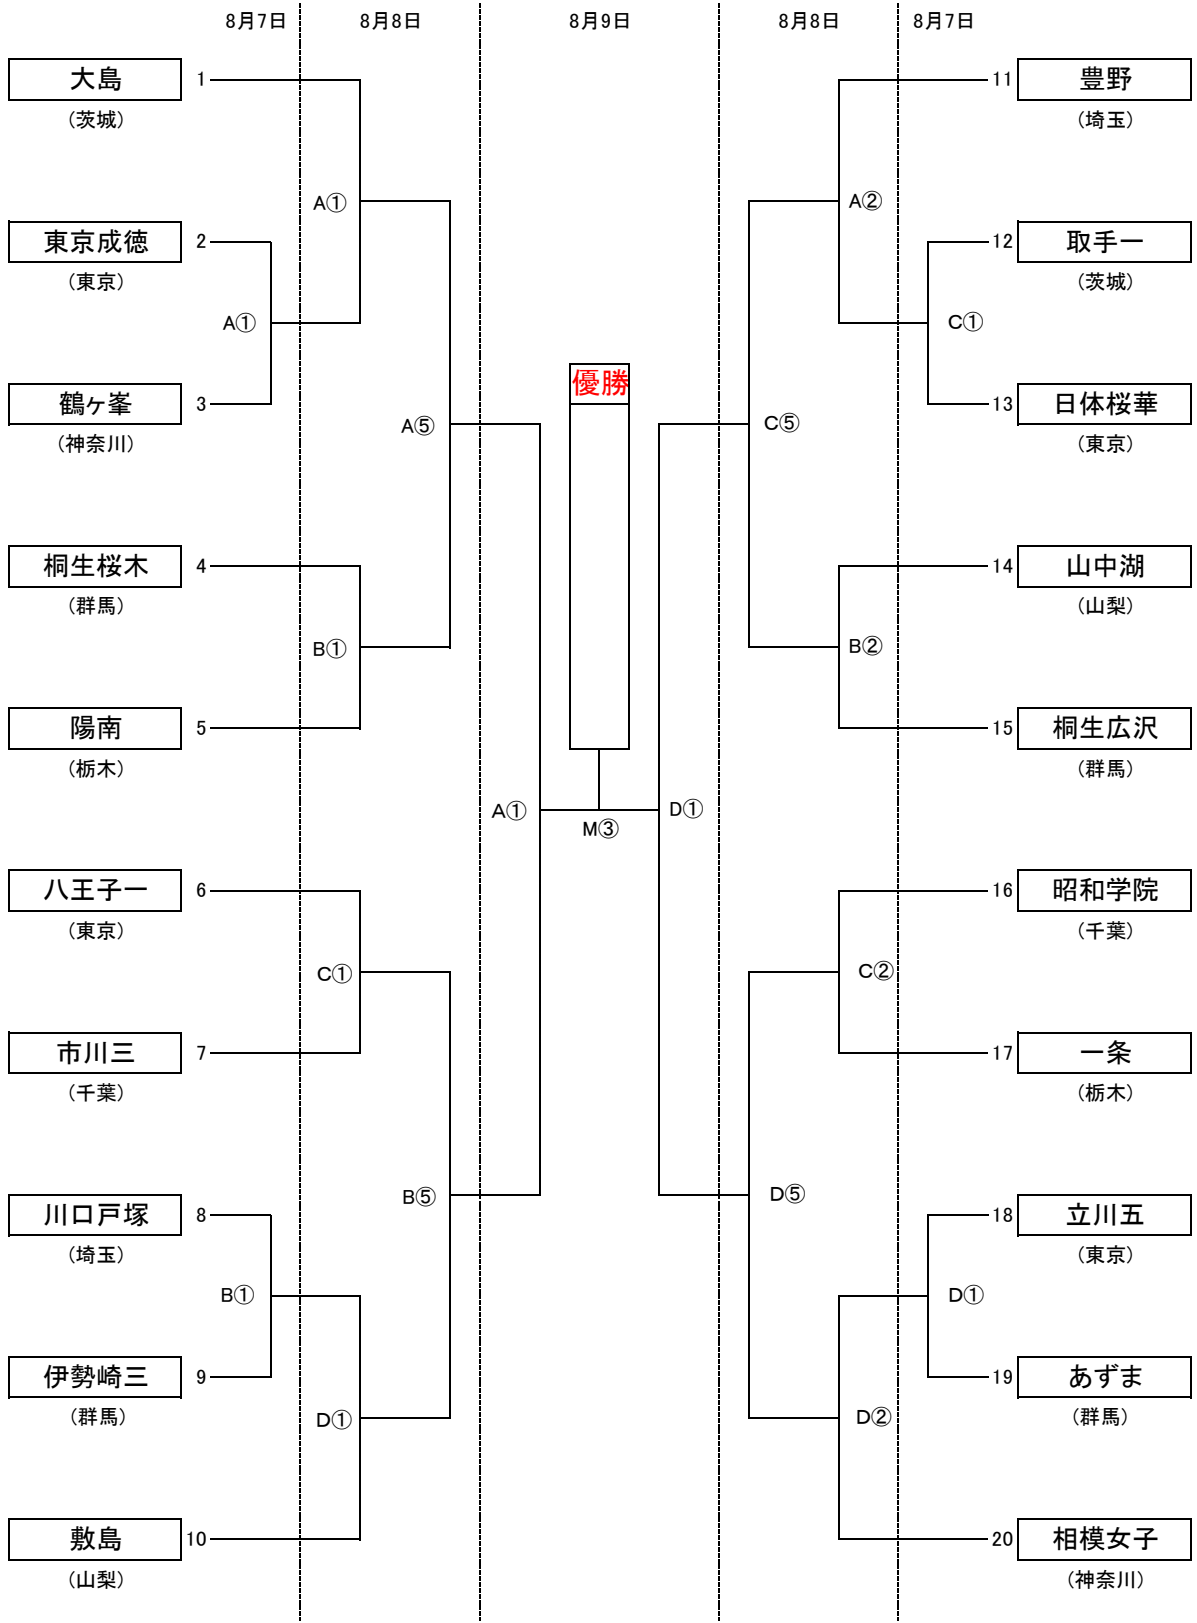 8月7日 8月8日 8月9日 8月8日 8月7日
大島 1 11 豊野
(茨城) (埼玉)
A① A②
東京成徳 2 12 取手一
(東京) (茨城)
A① C①
優勝
鶴ヶ峯 3 13 日体桜華
A⑤ C⑤
(神奈川) (東京)
桐生桜木 4 14 山中湖
(群馬) (山梨)
B① B②
陽南 5 15 桐生広沢
(栃木) (群馬)
A① D①
M③
八王子一 6 16 昭和学院
(東京) (千葉)
C① C②
市川三 7 17 一条
(千葉) (栃木)
B⑤ D⑤
川口戸塚 8 18 立川五
(埼玉) (東京)
B① D①
伊勢崎三 9 19 あずま
(群馬) (群馬)
D① D②
敷島 10 20 相模女子
(山梨) (神奈川)